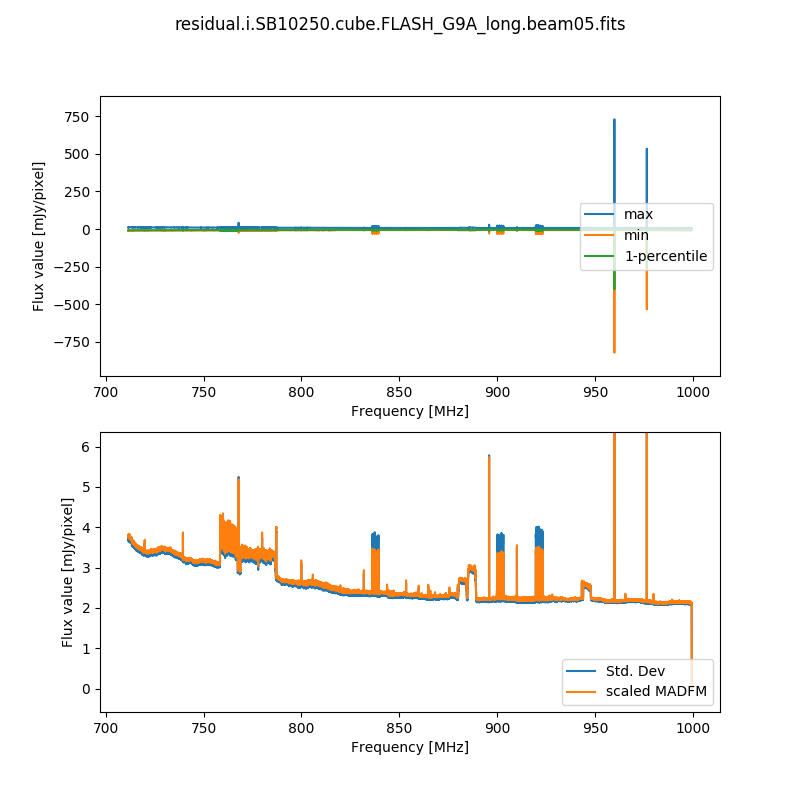 residual.i.SB10250.cube.FLASH_G9A_long.beam05.fits
750
500
250
0
−250
−500
−750
Flux value [mJy/pixel]
max
min
1-percentile
700 750 800 850 900 950 1000
Frequency [MHz]
6
5
4
3
2
1
0
Flux value [mJy/pixel]
Std. Dev
scaled MADFM
700 750 800 850 900 950 1000
Frequency [MHz]